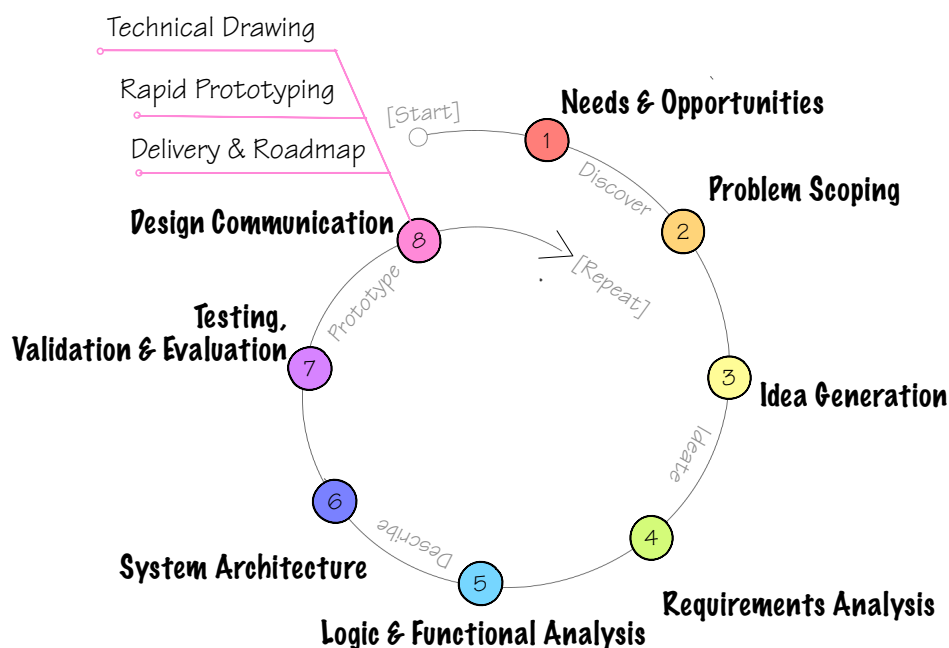 Technical Drawing
Rapid Prototyping
Delivery & Roadmap
[Start]
1
Needs & Opportunities
Discover
2
Problem Scoping
3
Idea Generation
Ideate
4
Requirements Analysis
5
Logic & Functional Analysis
Describe
6
System Architecture
7
Testing,
Validation & Evaluation
Prototype
8
Design Communication
[Repeat]